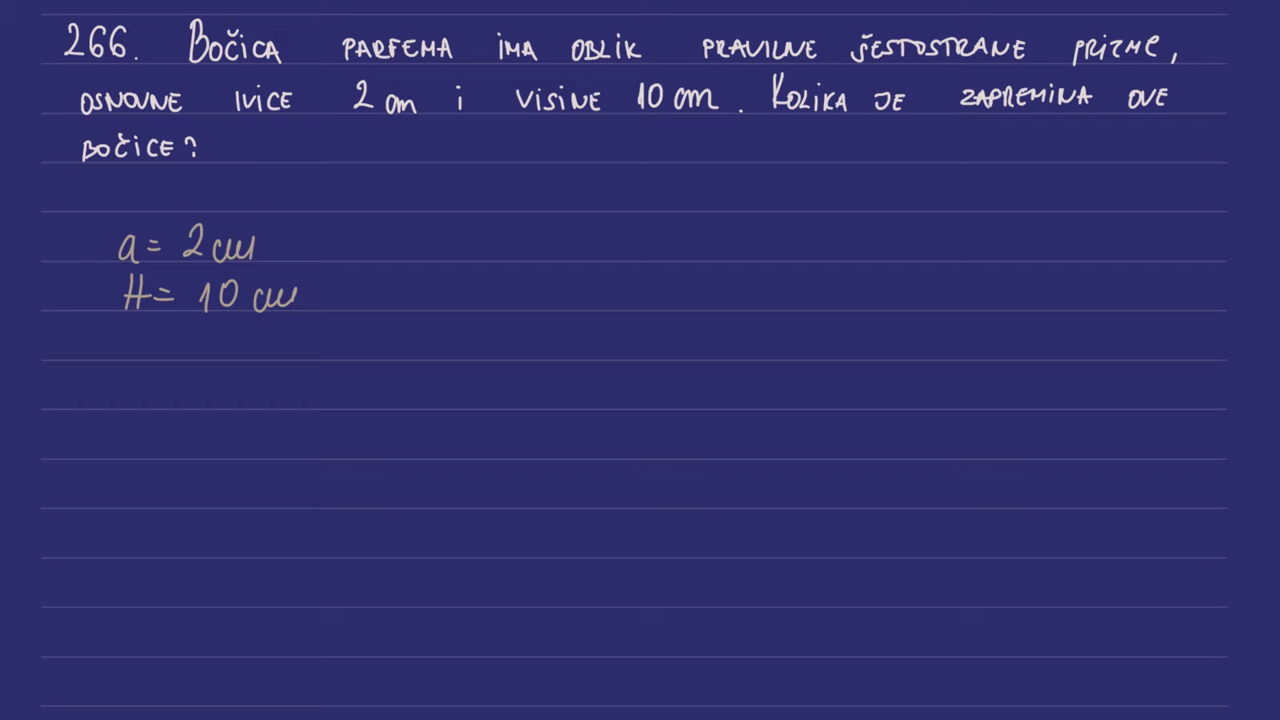 266. BOČICA PARFEMA IMA OBLIK PRAVILNE ŠESTOSTRANE PRIZME,
OSNOVNE IVICE 2 cm i VISINE 10 cm. KOLIKA JE ZAPREMINA OVE
BOČICE?
a = 2 cm
H = 10 cm